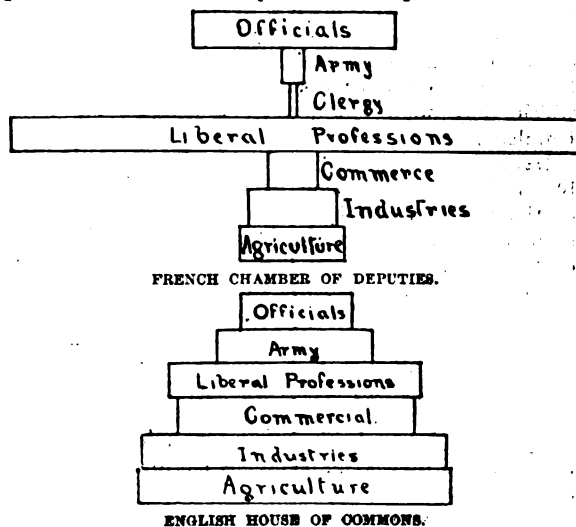 Officials
Army
Clergy
Liberal Professions
Commerce
Industries
Agriculture
FRENCH CHAMBER OF DEPUTIES.
Officials
Army
Liberal Professions
Commercial.
Industries
Agriculture
ENGLISH HOUSE OF COMMONS.